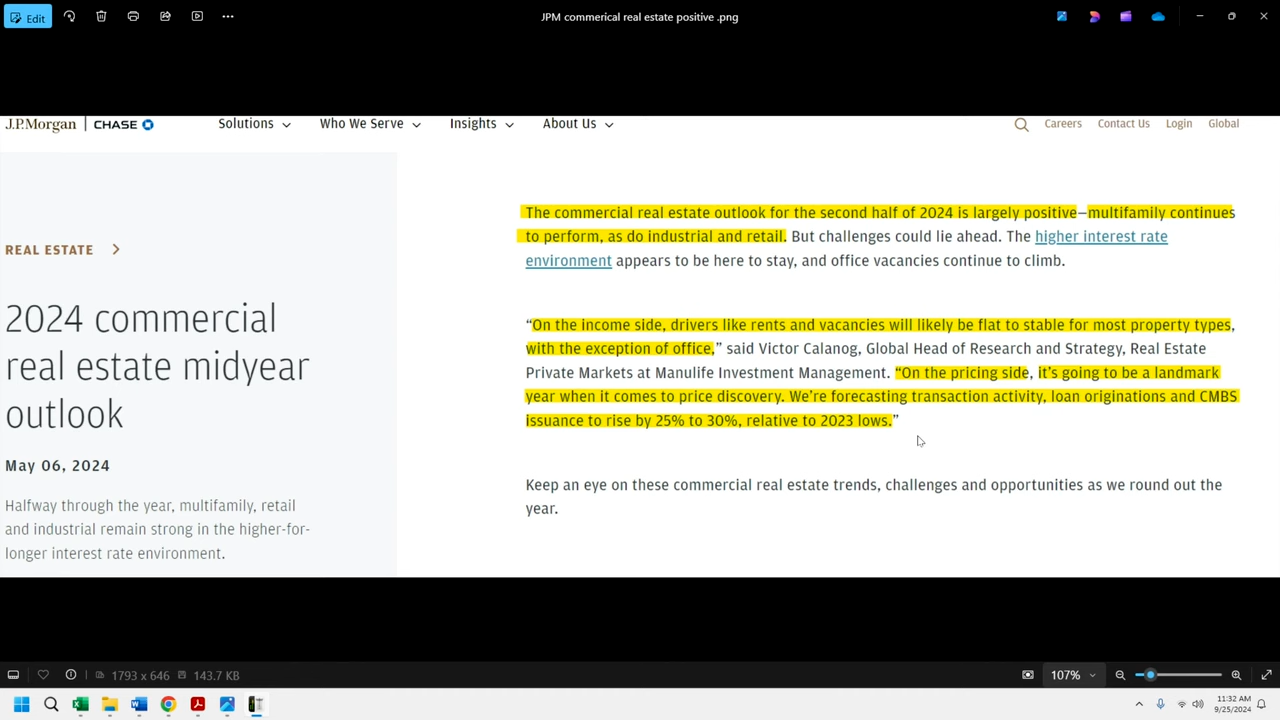 Edit
JPM commerical real estate positive .png
J.P.Morgan | CHASE
Solutions
Who We Serve
Insights
About Us
Careers
Contact Us
Login
Global
REAL ESTATE
2024 commercial
real estate midyear
outlook
May 06, 2024
Halfway through the year, multifamily, retail
and industrial remain strong in the higher-for-
longer interest rate environment.
The commercial real estate outlook for the second half of 2024 is largely positive—multifamily continues
to perform, as do industrial and retail. But challenges could lie ahead. The higher interest rate
environment appears to be here to stay, and office vacancies continue to climb.
“On the income side, drivers like rents and vacancies will likely be flat to stable for most property types,
with the exception of office,” said Victor Calanog, Global Head of Research and Strategy, Real Estate
Private Markets at Manulife Investment Management. “On the pricing side, it’s going to be a landmark
year when it comes to price discovery. We’re forecasting transaction activity, loan originations and CMBS
issuance to rise by 25% to 30%, relative to 2023 lows.”
Keep an eye on these commercial real estate trends, challenges and opportunities as we round out the
year.
1793 x 646
143.7 KB
107%
11:32 AM
9/25/2024